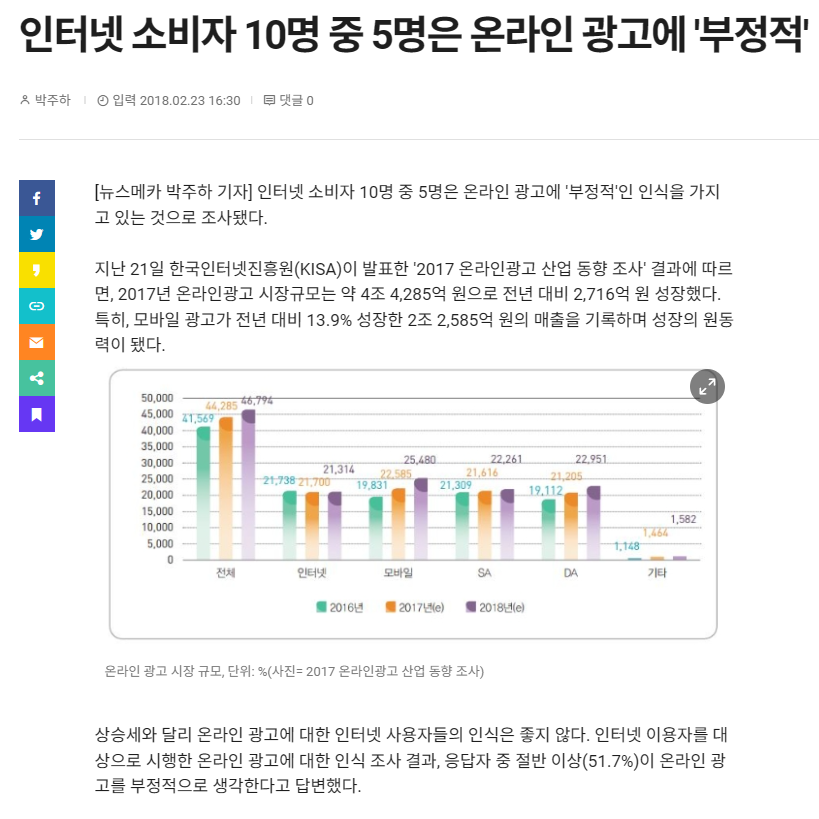 인터넷 소비자 10명 중 5명은 온라인 광고에 '부정적'
박주하 입력 2018.02.23 16:30 댓글 0
[뉴스메카 박주하 기자] 인터넷 소비자 10명 중 5명은 온라인 광고에 '부정적'인 인식을 가지
고 있는 것으로 조사됐다.
지난 21일 한국인터넷진흥원(KISA)이 발표한 '2017 온라인광고 산업 동향 조사' 결과에 따르
면, 2017년 온라인광고 시장규모는 약 4조 4,285억 원으로 전년 대비 2,716억 원 성장했다.
특히, 모바일 광고가 전년 대비 13.9% 성장한 2조 2,585억 원의 매출을 기록하며 성장의 원동
력이 됐다.
50,000
45,000
40,000
35,000
30,000
25,000
20,000
15,000
10,000
5,000
0
41,569 44,285 46,794
21,738 21,700 21,314
19,831 22,585 25,480
21,309 21,616 22,261
19,112 21,205 22,951
1,148 1,464 1,582
전체 인터넷 모바일 SA DA 기타
2016년 2017년(e) 2018년(e)
온라인 광고 시장 규모, 단위: %(사진= 2017 온라인광고 산업 동향 조사)
상승세와 달리 온라인 광고에 대한 인터넷 사용자들의 인식은 좋지 않다. 인터넷 이용자를 대
상으로 시행한 온라인 광고에 대한 인식 조사 결과, 응답자 중 절반 이상(51.7%)이 온라인 광
고를 부정적으로 생각한다고 답변했다.